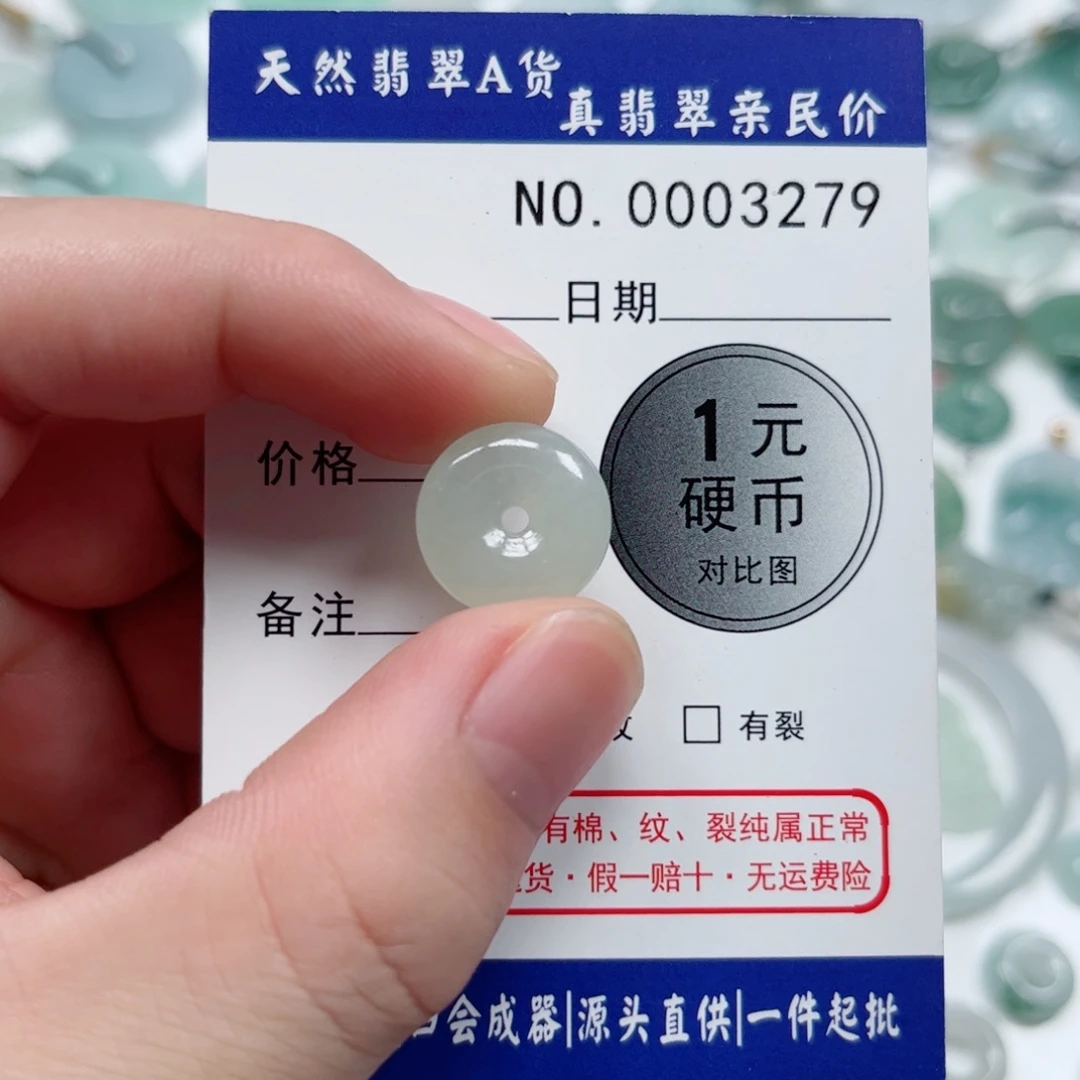 天然翡翠A货
真翡翠亲民价
NO. 0003279
日期
1元
硬币
对比图
价格
备注
有裂
有棉、纹、裂纯属正常
货·假一赔十·无运费险
会成器|源头直供|一件起批